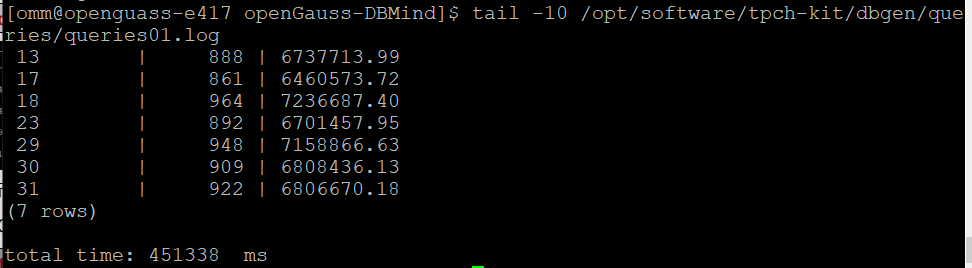 [omm@openguass-e417 openGauss-DBMind]$ tail -10 /opt/software/tpch-kit/dbgen/que
ries/queries01.log
13 | 888 | 6737713.99
17 | 861 | 6460573.72
18 | 964 | 7236687.40
23 | 892 | 6701457.95
29 | 948 | 7158866.63
30 | 909 | 6808436.13
31 | 922 | 6806670.18
(7 rows)
total time: 451338  ms